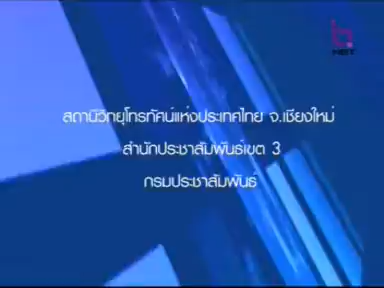 NBT
สถานีวิทยุโทรทัศน์แห่งประเทศไทย จ.เชียงใหม่
สำนักประชาสัมพันธ์เขต 3
กรมประชาสัมพันธ์